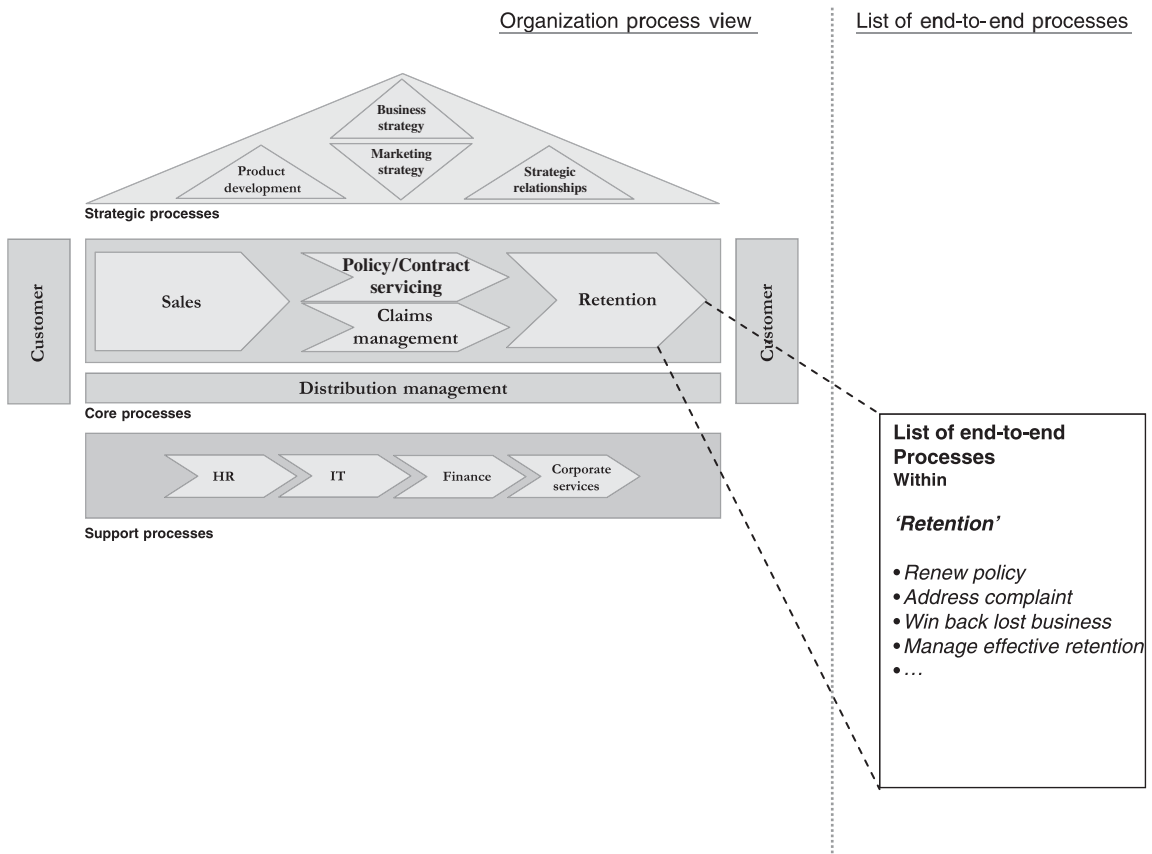 Organization process view
List of end-to-end processes
Business
strategy
Marketing
strategy
Product
development
Strategic
relationships
Strategic processes
Customer
Sales
Policy/Contract
servicing
Claims
management
Retention
Customer
Distribution management
Core processes
HR
IT
Finance
Corporate
services
Support processes
List of end-to-end
Processes
Within
‘Retention’
• Renew policy
• Address complaint
• Win back lost business
• Manage effective retention
• …